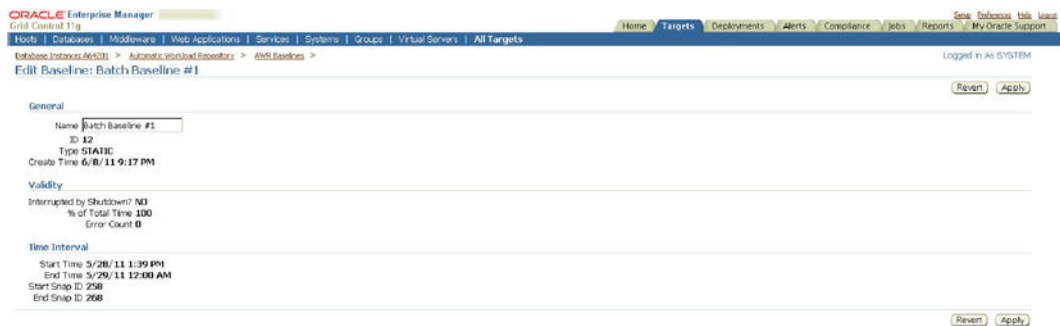 ORACLE Enterprise Manager
Grid Control 11g
Setup Preferences Help Logout
Home Targets Deployments Alerts Compliance Jobs Reports My Oracle Support
Hosts | Databases | Middleware | Web Applications | Services | Systems | Groups | Virtual Servers | All Targets
Database Instance: A64201 > Automatic Workload Repository > AWR Baselines >
Logged in As SYSTEM
Edit Baseline: Batch Baseline #1
Revert Apply
General
Name Batch Baseline #1
ID 12
Type STATIC
Create Time 6/8/11 9:17 PM
Validity
Interrupted by Shutdown? NO
% of Total Time 100
Error Count 0
Time Interval
Start Time 5/28/11 1:39 PM
End Time 5/29/11 12:00 AM
Start Snap ID 258
End Snap ID 268
Revert Apply